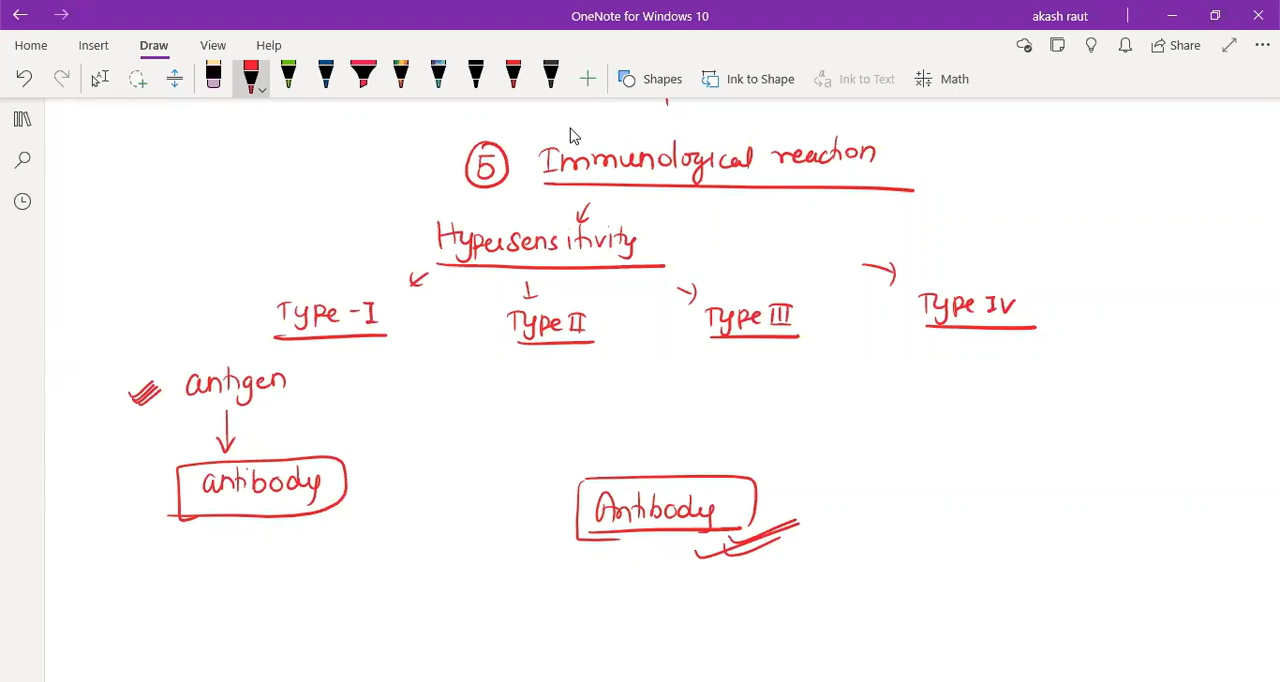 OneNote for Windows 10
akash raut
Home Insert Draw View Help
Share
Shapes Ink to Shape Ink to Text Math
5 Immunological reaction
Hypersensitivity
Type-I Type II Type III Type IV
antigen
antibody
Antibody